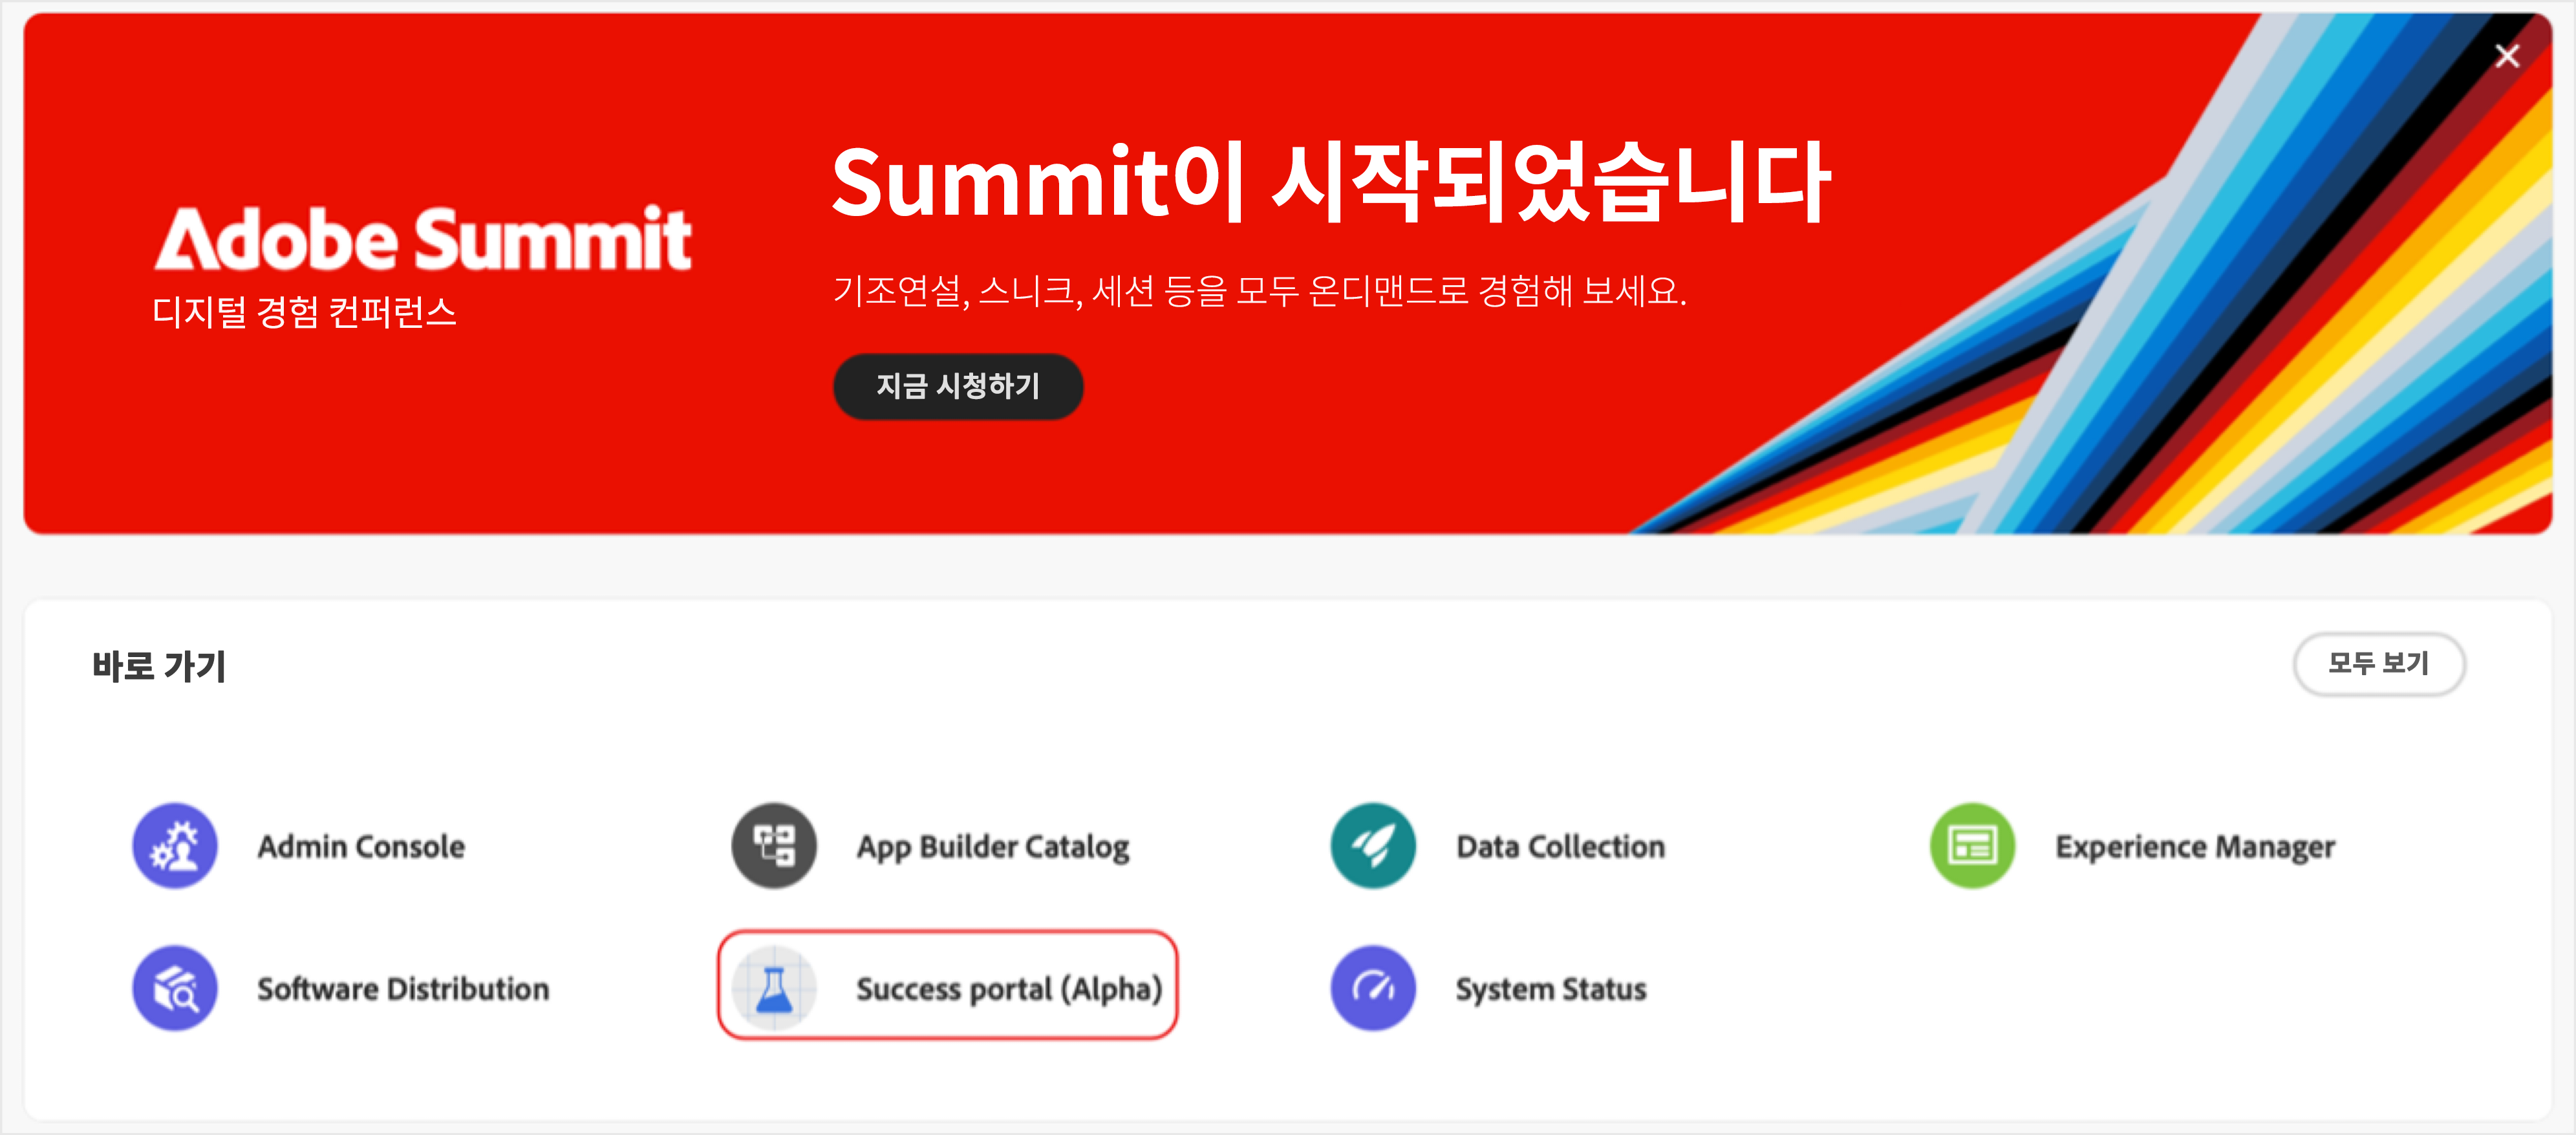 Adobe Summit
디지털 경험 컨퍼런스
Summit이 시작되었습니다
기조연설, 스니크, 세션 등을 모두 온디맨드로 경험해 보세요.
지금 시청하기
바로 가기
모두 보기
Admin Console
App Builder Catalog
Data Collection
Experience Manager
Software Distribution
Success portal (Alpha)
System Status